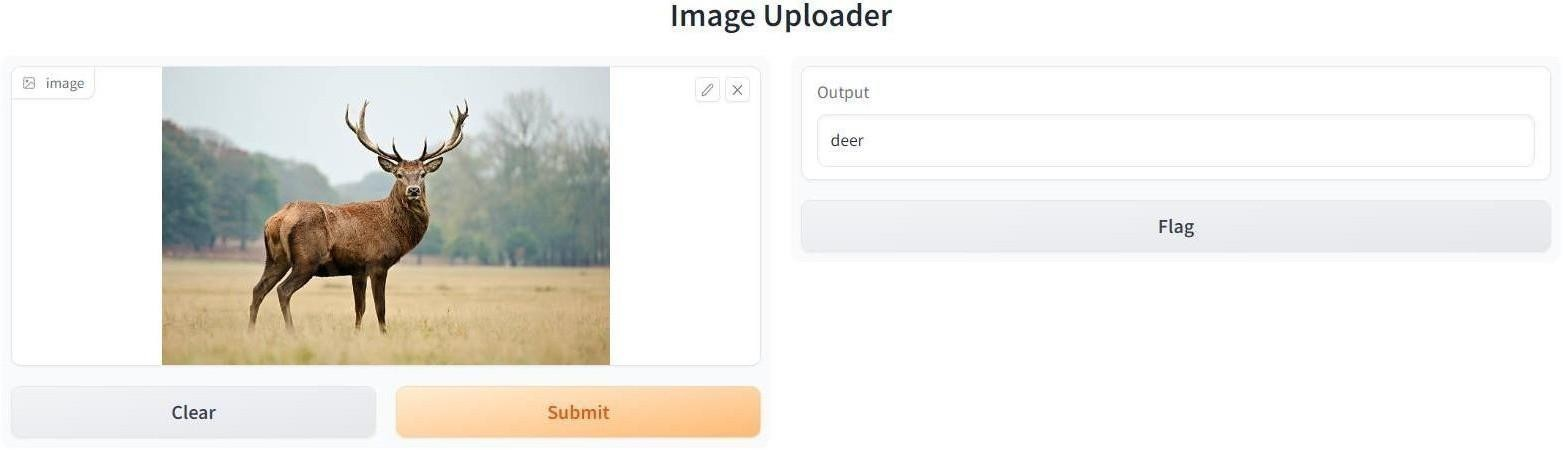 Image Uploader
image
Output
deer
Flag
Clear
Submit